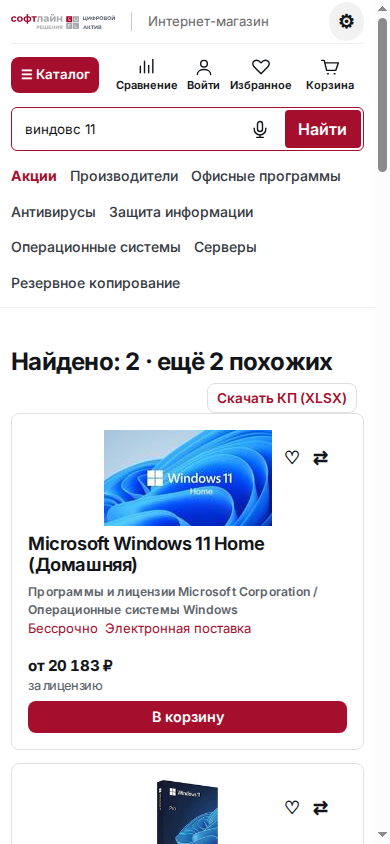 софтлайн
РЕШЕНИЯ
ЦИФРОВОЙ
АКТИВ
Интернет-магазин
Каталог
Сравнение Войти Избранное Корзина
виндовс 11
Найти
Акции Производители Офисные программы
Антивирусы Защита информации
Операционные системы Серверы
Резервное копирование
Найдено: 2 · ещё 2 похожих
Скачать КП (XLSX)
Windows 11
Home
Microsoft Windows 11 Home
(Домашняя)
Программы и лицензии Microsoft Corporation /
Операционные системы Windows
Бессрочно Электронная поставка
от 20 183 ₽
за лицензию
В корзину
Windows 11
Pro